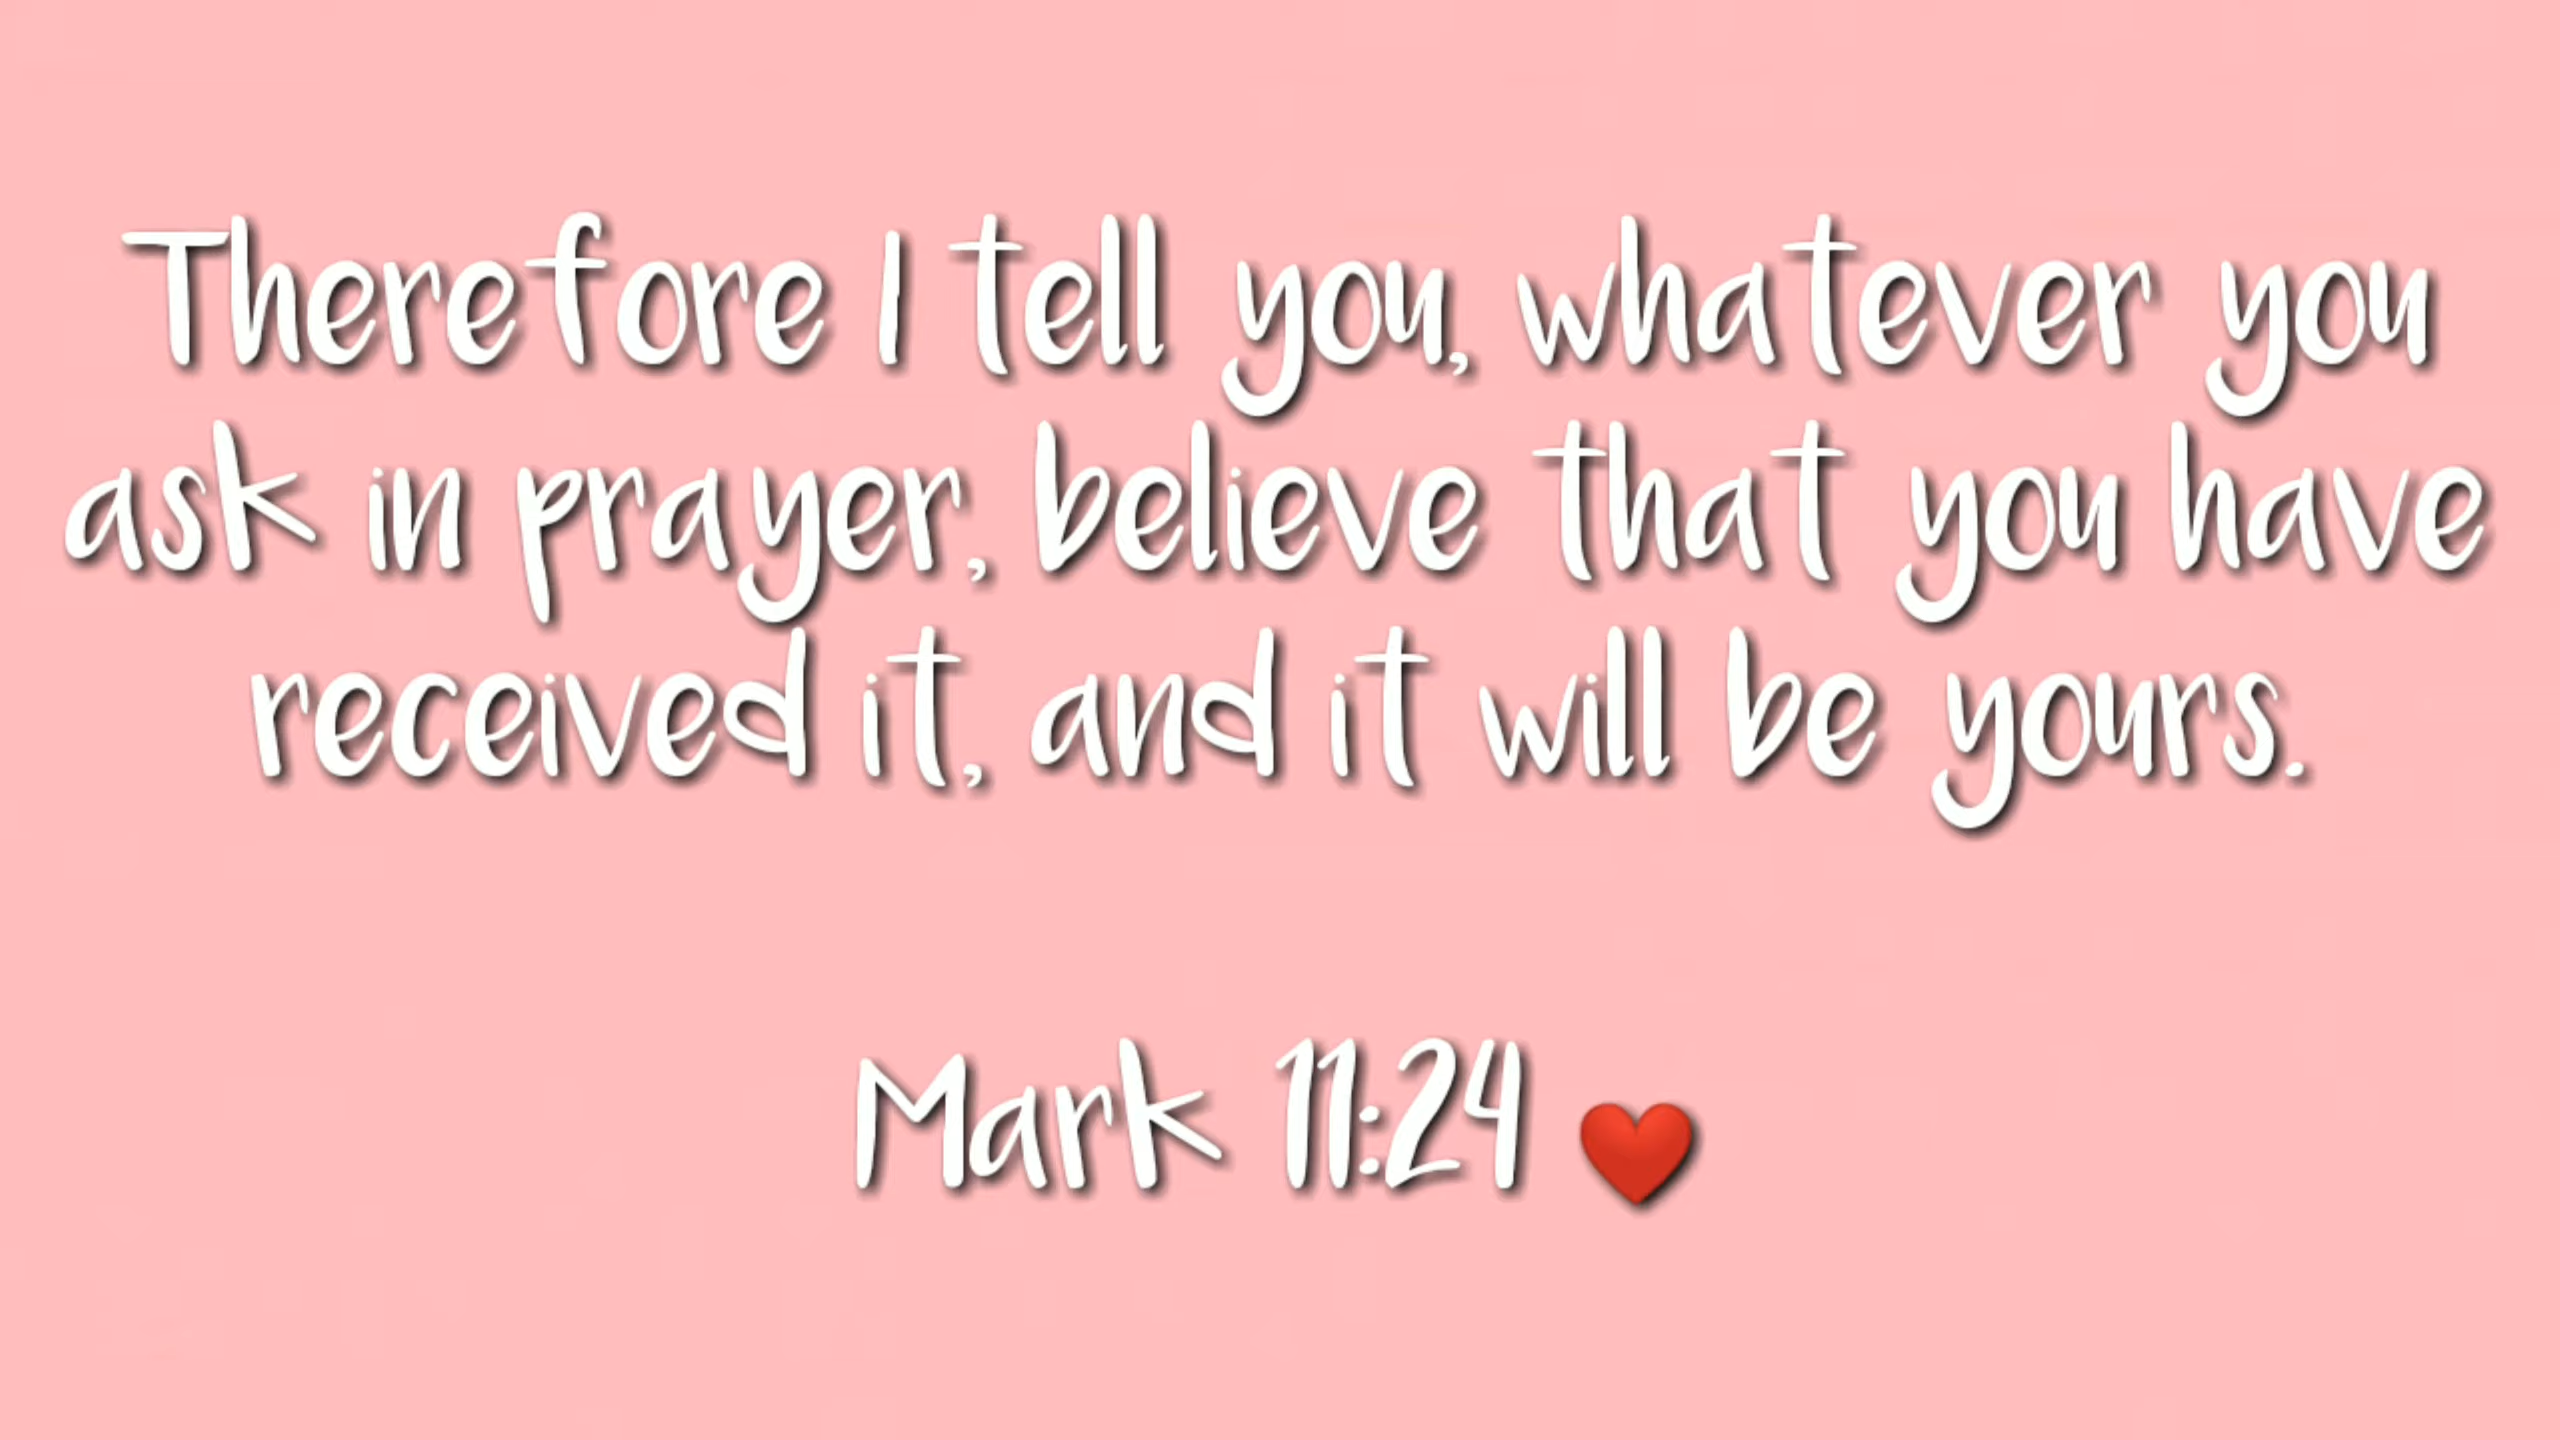 Therefore I tell you, whatever you
ask in prayer, believe that you have
received it, and it will be yours.
Mark 11:24 ❤️